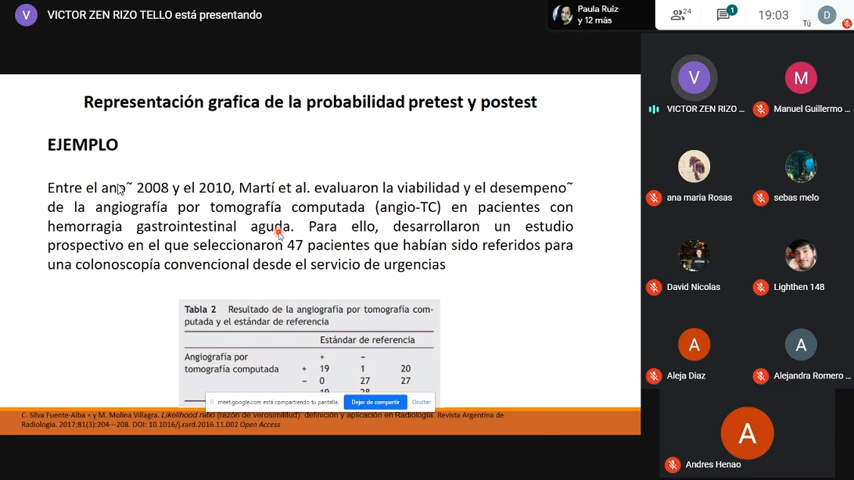 V VICTOR ZEN RIZO TELLO está presentando
Paula Ruiz
y 12 más
24
1
19:03
Tú
D
Representación grafica de la probabilidad pretest y postest
EJEMPLO
Entre el ano˜ 2008 y el 2010, Martí et al. evaluaron la viabilidad y el desempeno˜
de la angiografía por tomografía computada (angio-TC) en pacientes con
hemorragia gastrointestinal aguda. Para ello, desarrollaron un estudio
prospectivo en el que seleccionaron 47 pacientes que habían sido referidos para
una colonoscopía convencional desde el servicio de urgencias
Tabla 2 Resultado de la angiografía por tomografía com-
putada y el estándar de referencia
Estándar de referencia
Angiografía por + −
tomografía computada + 19 1 20
− 0 27 27
19 28
meet.google.com está compartiendo tu pantalla. Dejar de compartir Ocultar
C. Silva Fuente-Alba ∗ y M. Molina Villagra. Likelihood ratio (razón de verosimilitud): definición y aplicación en Radiología. Revista Argentina de
Radiología. 2017;81(3):204---208. DOI: 10.1016/j.rard.2016.11.002 Open Access
V
VICTOR ZEN RIZO ...
M
Manuel Guillermo ...
ana maria Rosas
sebas melo
David Nicolas
Lighthen 148
A
Aleja Diaz
A
Alejandra Romero ...
A
Andres Henao